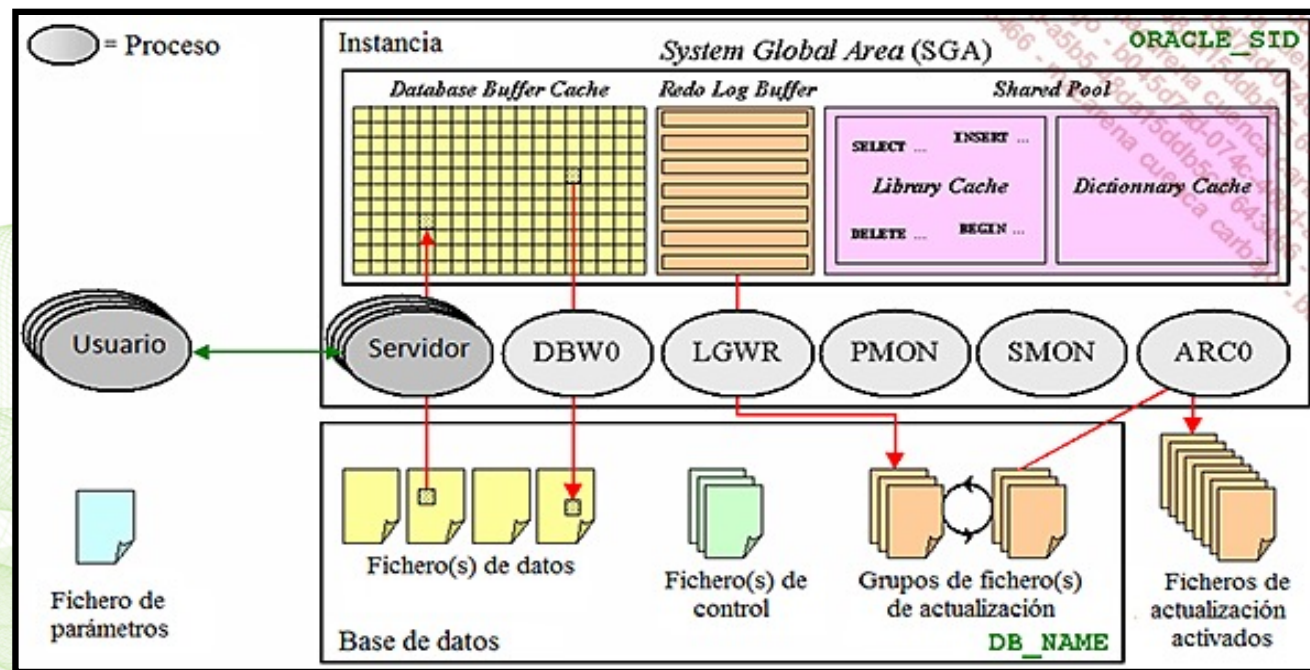 = Proceso
Instancia
System Global Area (SGA)
ORACLE_SID
Database Buffer Cache
Redo Log Buffer
Shared Pool
SELECT ...
INSERT ...
Library Cache
DELETE ...
BEGIN ...
Dictionnary Cache
Usuario
Servidor
DBW0
LGWR
PMON
SMON
ARC0
Fichero de
parámetros
Fichero(s) de datos
Fichero(s) de
control
Grupos de fichero(s)
de actualización
Ficheros de
actualización
activados
Base de datos
DB_NAME